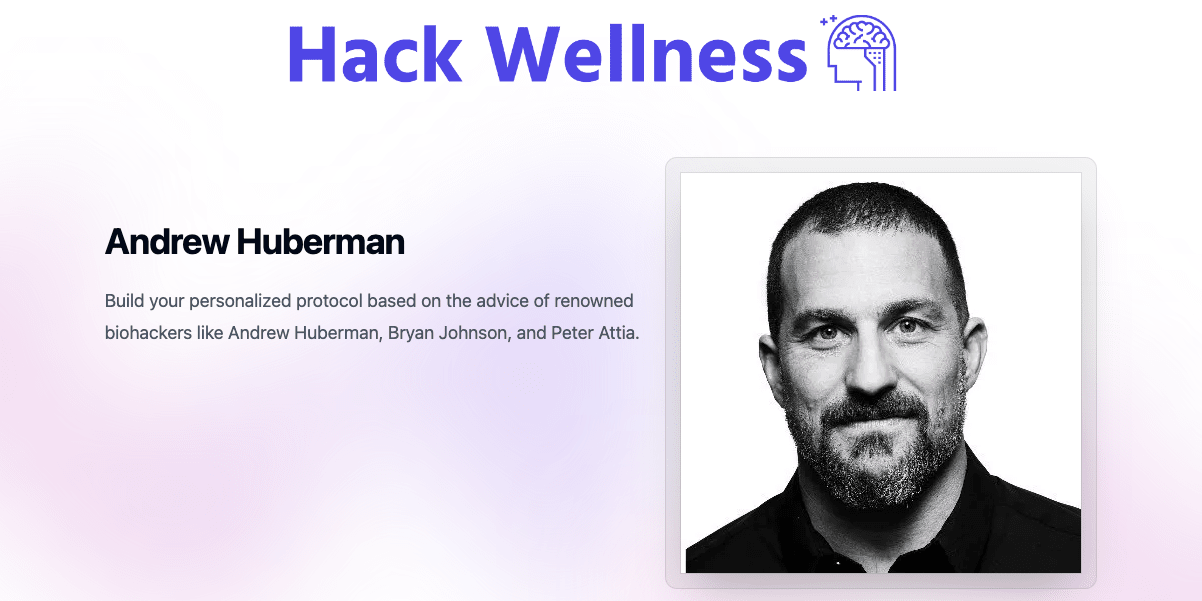 Hack Wellness
Andrew Huberman
Build your personalized protocol based on the advice of renowned
biohackers like Andrew Huberman, Bryan Johnson, and Peter Attia.